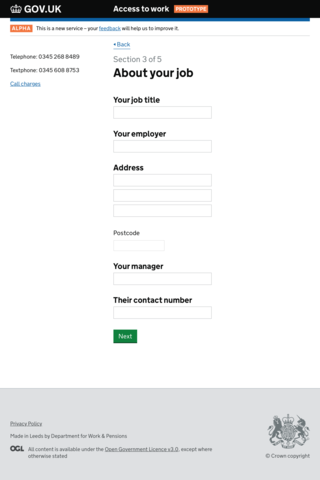 GOV.UK Access to work PROTOTYPE
ALPHA This is a new service – your feedback will help us to improve it.
Back
Telephone: 0345 268 8489
Textphone: 0345 608 8753
Call charges
Section 3 of 5
About your job
Your job title
Your employer
Address
Postcode
Your manager
Their contact number
Next
Privacy Policy
Made in Leeds by Department for Work & Pensions
OGL All content is available under the Open Government Licence v3.0, except where
otherwise stated
© Crown copyright